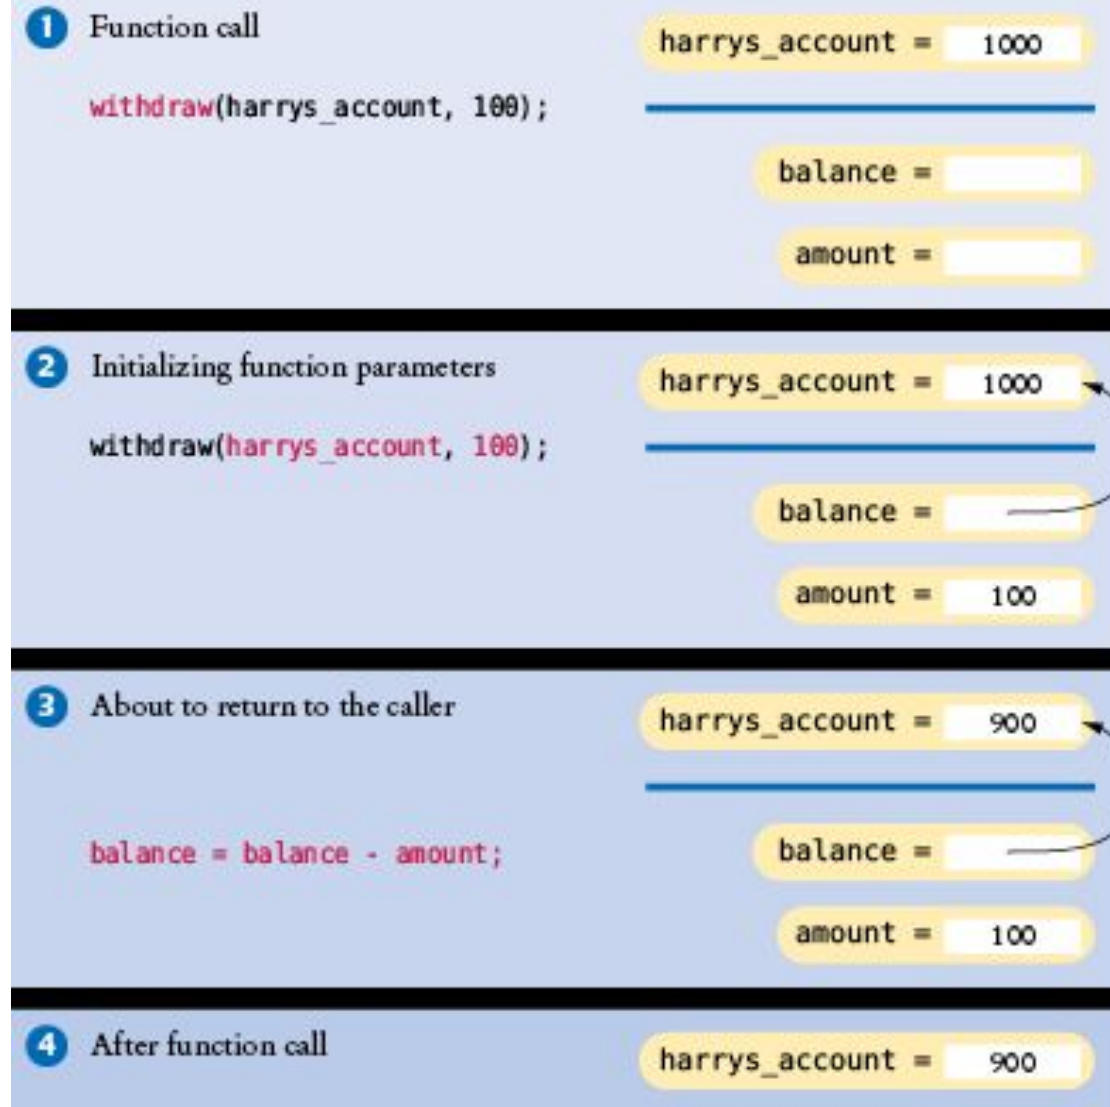 1 Function call
harrys_account = 1000
withdraw(harrys_account, 100);
balance =
amount =
2 Initializing function parameters
harrys_account = 1000
withdraw(harrys_account, 100);
balance =
amount = 100
3 About to return to the caller
harrys_account = 900
balance = balance - amount;
balance =
amount = 100
4 After function call
harrys_account = 900